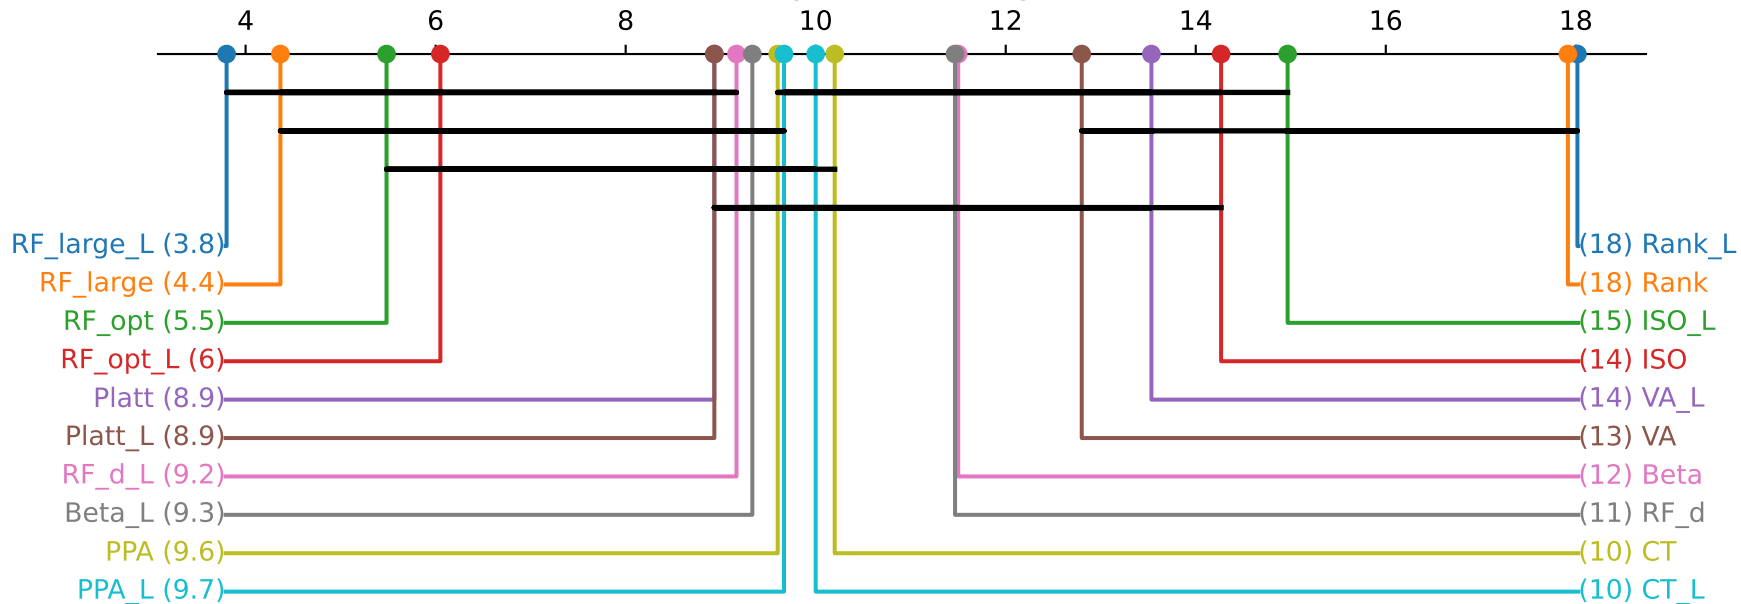 4 6 8 10 12 14 16 18
RF_large_L (3.8) (18) Rank_L
RF_large (4.4) (18) Rank
RF_opt (5.5) (15) ISO_L
RF_opt_L (6) (14) ISO
Platt (8.9) (14) VA_L
Platt_L (8.9) (13) VA
RF_d_L (9.2) (12) Beta
Beta_L (9.3) (11) RF_d
PPA (9.6) (10) CT
PPA_L (9.7) (10) CT_L